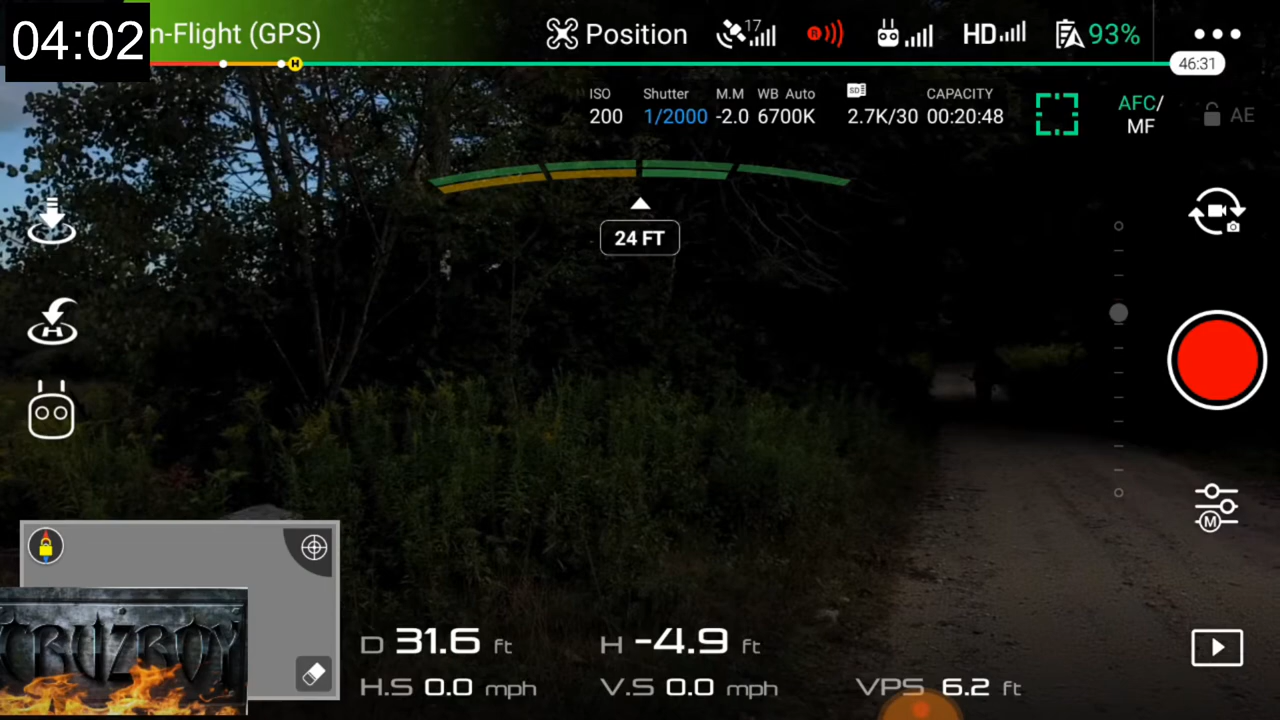 04:02
n-Flight (GPS)
Position
17
R
HD
93%
H
46:31
ISO
200
Shutter
1/2000
M.M
-2.0
WB Auto
6700K
SD
2.7K/30
CAPACITY
00:20:48
AFC/
MF
AE
24 FT
H
M
CRUZBOY
D 31.6 ft
H -4.9 ft
H.S 0.0 mph
V.S 0.0 mph
VPS 6.2 ft